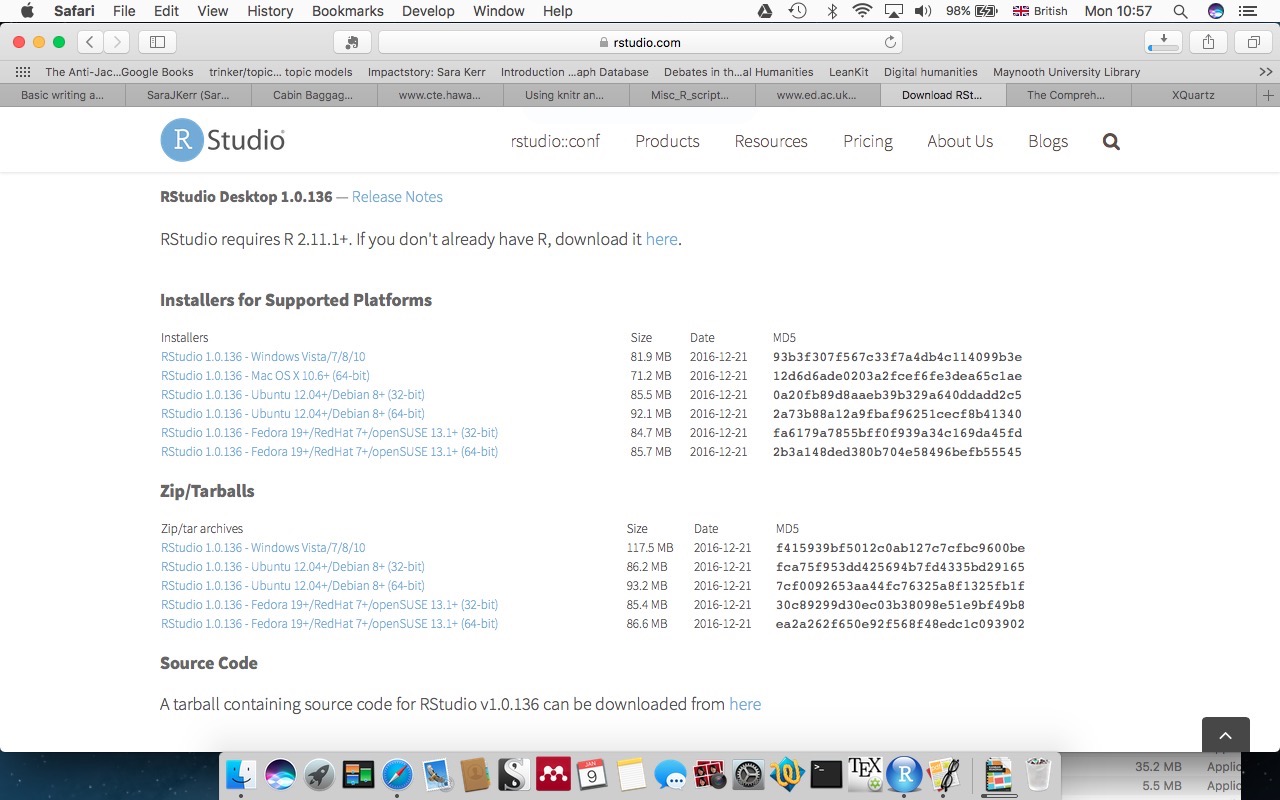 Safari File Edit View History Bookmarks Develop Window Help 98% British Mon 10:57
rstudio.com
The Anti-Jac...Google Books trinker/topic... topic models Impactstory: Sara Kerr Introduction ...aph Database Debates in th...al Humanities LeanKit Digital humanities Maynooth University Library >>
Basic writing a... SaraJKerr (Sar... Cabin Baggag... www.cte.hawa... Using knitr an... Misc_R_script... www.ed.ac.uk... Download RSt... The Compreh... XQuartz +
R Studio rstudio::conf Products Resources Pricing About Us Blogs
RStudio Desktop 1.0.136 — Release Notes
RStudio requires R 2.11.1+. If you don't already have R, download it here.
Installers for Supported Platforms
Installers Size Date MD5
RStudio 1.0.136 - Windows Vista/7/8/10 81.9 MB 2016-12-21 93b3f307f567c33f7a4db4c114099b3e
RStudio 1.0.136 - Mac OS X 10.6+ (64-bit) 71.2 MB 2016-12-21 12d6d6ade0203a2fcef6fe3dea65c1ae
RStudio 1.0.136 - Ubuntu 12.04+/Debian 8+ (32-bit) 85.5 MB 2016-12-21 0a20fb89d8aaeb39b329a640ddadd2c5
RStudio 1.0.136 - Ubuntu 12.04+/Debian 8+ (64-bit) 92.1 MB 2016-12-21 2a73b88a12a9fbaf96251cecf8b41340
RStudio 1.0.136 - Fedora 19+/RedHat 7+/openSUSE 13.1+ (32-bit) 84.7 MB 2016-12-21 fa6179a7855bff0f939a34c169da45fd
RStudio 1.0.136 - Fedora 19+/RedHat 7+/openSUSE 13.1+ (64-bit) 85.7 MB 2016-12-21 2b3a148ded380b704e58496befb55545
Zip/Tarballs
Zip/tar archives Size Date MD5
RStudio 1.0.136 - Windows Vista/7/8/10 117.5 MB 2016-12-21 f415939bf5012c0ab127c7cfbc9600be
RStudio 1.0.136 - Ubuntu 12.04+/Debian 8+ (32-bit) 86.2 MB 2016-12-21 fca75f953dd425694b7fd4335bd29165
RStudio 1.0.136 - Ubuntu 12.04+/Debian 8+ (64-bit) 93.2 MB 2016-12-21 7cf0092653aa44fc76325a8f1325fb1f
RStudio 1.0.136 - Fedora 19+/RedHat 7+/openSUSE 13.1+ (32-bit) 85.4 MB 2016-12-21 30c89299d30ec03b38098e51e9bf49b8
RStudio 1.0.136 - Fedora 19+/RedHat 7+/openSUSE 13.1+ (64-bit) 86.6 MB 2016-12-21 ea2a262f650e92f568f48edc1c093902
Source Code
A tarball containing source code for RStudio v1.0.136 can be downloaded from here
S JAN 9 TEX R
35.2 MB Applic
5.5 MB Applic